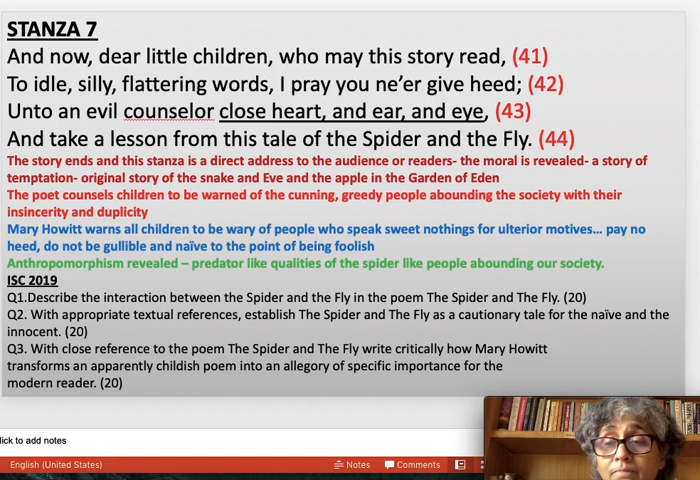 STANZA 7
And now, dear little children, who may this story read, (41)
To idle, silly, flattering words, I pray you ne'er give heed; (42)
Unto an evil counselor close heart, and ear, and eye, (43)
And take a lesson from this tale of the Spider and the Fly. (44)
The story ends and this stanza is a direct address to the audience or readers- the moral is revealed- a story of
temptation- original story of the snake and Eve and the apple in the Garden of Eden
The poet counsels children to be warned of the cunning, greedy people abounding the society with their
insincerity and duplicity
Mary Howitt warns all children to be wary of people who speak sweet nothings for ulterior motives... pay no
heed, do not be gullible and naïve to the point of being foolish
Anthropomorphism revealed – predator like qualities of the spider like people abounding our society.
ISC 2019
Q1.Describe the interaction between the Spider and the Fly in the poem The Spider and The Fly. (20)
Q2. With appropriate textual references, establish The Spider and The Fly as a cautionary tale for the naïve and the
innocent. (20)
Q3. With close reference to the poem The Spider and The Fly write critically how Mary Howitt
transforms an apparently childish poem into an allegory of specific importance for the
modern reader. (20)
lick to add notes
English (United States)
Notes
Comments